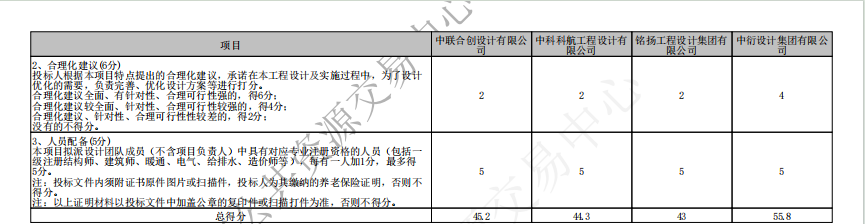 项目
中联合创设计有限公
司
中科科航工程设计有
限公司
铭扬工程设计集团有
限公司
中衍设计集团有限公
司
2、合理化建议(6分)
投标人根据本项目特点提出的合理化建议，承诺在本工程设计及实施过程中，为了设计
优化的需要，负责完善、优化设计方案等进行打分。
合理化建议全面、有针对性、合理可行性强的，得6分；
合理化建议较全面、针对性、合理可行性较强的，得4分；
合理化建议、针对性、合理可行性性较差的，得2分；
没有的不得分。
2
2
2
4
3、人员配备(5分)
本项目拟派设计团队成员（不含项目负责人）中具有对应专业注册资格的人员（包括一
级注册结构师、建筑师、暖通、电气、给排水、造价师等），每有一人加1分，最多得
5分。
注：投标文件内须附证书原件图片或扫描件，投标人为其缴纳的养老保险证明，否则不
得分。
注：以上证明材料以投标文件中加盖公章的复印件或扫描打件为准，否则不得分。
5
5
5
5
总得分
45.2
44.3
43
55.8
公共资源交易中心
易中心